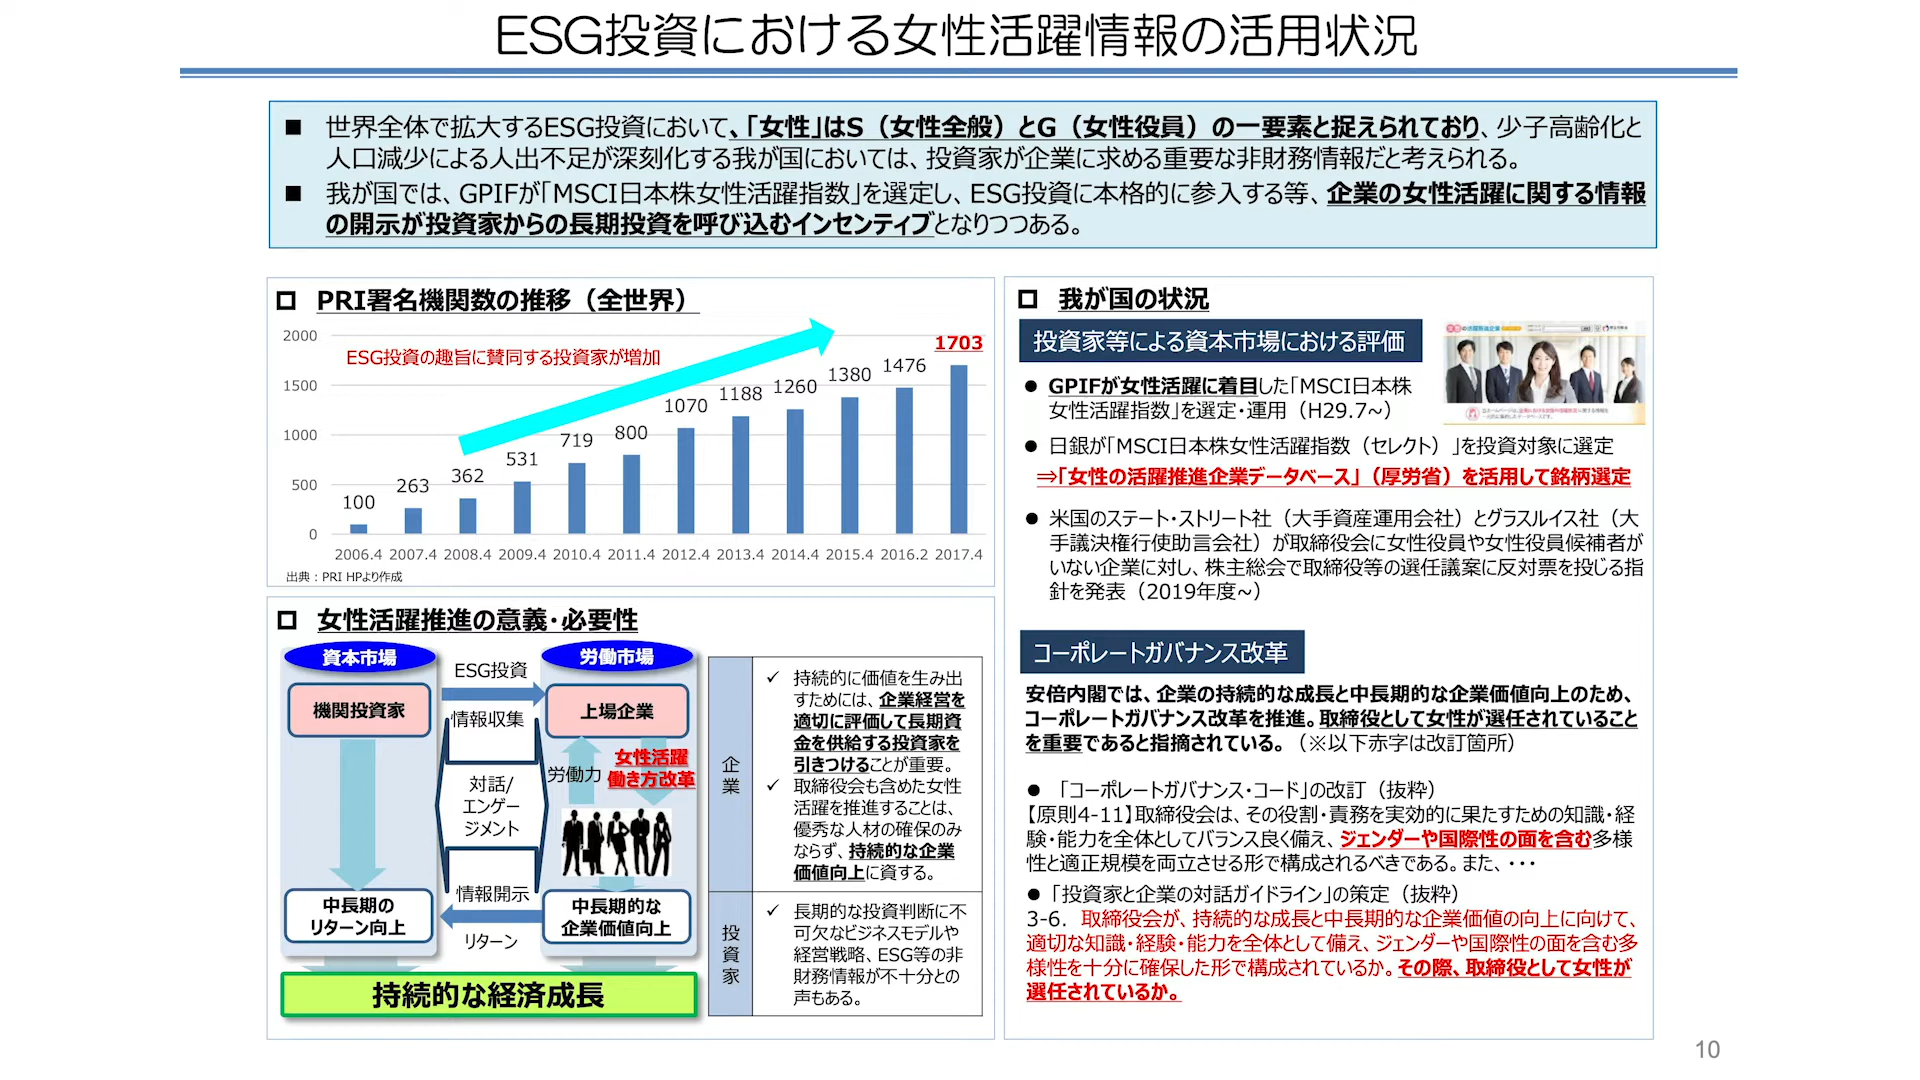 ESG投資における女性活躍情報の活用状況
■ 世界全体で拡大するESG投資において、「女性」はS（女性全般）とG（女性役員）の一要素と捉えられており、少子高齢化と
人口減少による人出不足が深刻化する我が国においては、投資家が企業に求める重要な非財務情報だと考えられる。
■ 我が国では、GPIFが「MSCI日本株女性活躍指数」を選定し、ESG投資に本格的に参入する等、企業の女性活躍に関する情報
の開示が投資家からの長期投資を呼び込むインセンティブとなりつつある。
PRI署名機関数の推移（全世界）
ESG投資の趣旨に賛同する投資家が増加
2000
1500
1000
500
0
100
263
362
531
719
800
1070
1188
1260
1380
1476
1703
2006.4 2007.4 2008.4 2009.4 2010.4 2011.4 2012.4 2013.4 2014.4 2015.4 2016.2 2017.4
出典：PRI HPより作成
女性活躍推進の意義・必要性
資本市場
労働市場
ESG投資
機関投資家
上場企業
情報収集
対話/
エンゲー
ジメント
労働力
女性活躍
働き方改革
情報開示
リターン
中長期の
リターン向上
中長期的な
企業価値向上
持続的な経済成長
企業
✓ 持続的に価値を生み出
すためには、企業経営を
適切に評価して長期資
金を供給する投資家を
引きつけることが重要。
✓ 取締役会も含めた女性
活躍を推進することは、
優秀な人材の確保のみ
ならず、持続的な企業
価値向上に資する。
投資家
✓ 長期的な投資判断に不
可欠なビジネスモデルや
経営戦略、ESG等の非
財務情報が不十分との
声もある。
我が国の状況
投資家等による資本市場における評価
● GPIFが女性活躍に着目した「MSCI日本株
女性活躍指数」を選定・運用（H29.7~）
● 日銀が「MSCI日本株女性活躍指数（セレクト）」を投資対象に選定
⇒「女性の活躍推進企業データベース」（厚労省）を活用して銘柄選定
● 米国のステート・ストリート社（大手資産運用会社）とグラスルイス社（大
手議決権行使助言会社）が取締役会に女性役員や女性役員候補者が
いない企業に対し、株主総会で取締役等の選任議案に反対票を投じる指
針を発表（2019年度~）
コーポレートガバナンス改革
安倍内閣では、企業の持続的な成長と中長期的な企業価値向上のため、
コーポレートガバナンス改革を推進。取締役として女性が選任されていること
を重要であると指摘されている。（※以下赤字は改訂箇所）
● 「コーポレートガバナンス・コード」の改訂（抜粋）
【原則4-11】取締役会は、その役割・責務を実効的に果たすための知識・経
験・能力を全体としてバランス良く備え、ジェンダーや国際性の面を含む多様
性と適正規模を両立させる形で構成されるべきである。また、・・・
● 「投資家と企業の対話ガイドライン」の策定（抜粋）
3-6. 取締役会が、持続的な成長と中長期的な企業価値の向上に向けて、
適切な知識・経験・能力を全体として備え、ジェンダーや国際性の面を含む多
様性を十分に確保した形で構成されているか。その際、取締役として女性が
選任されているか。
10